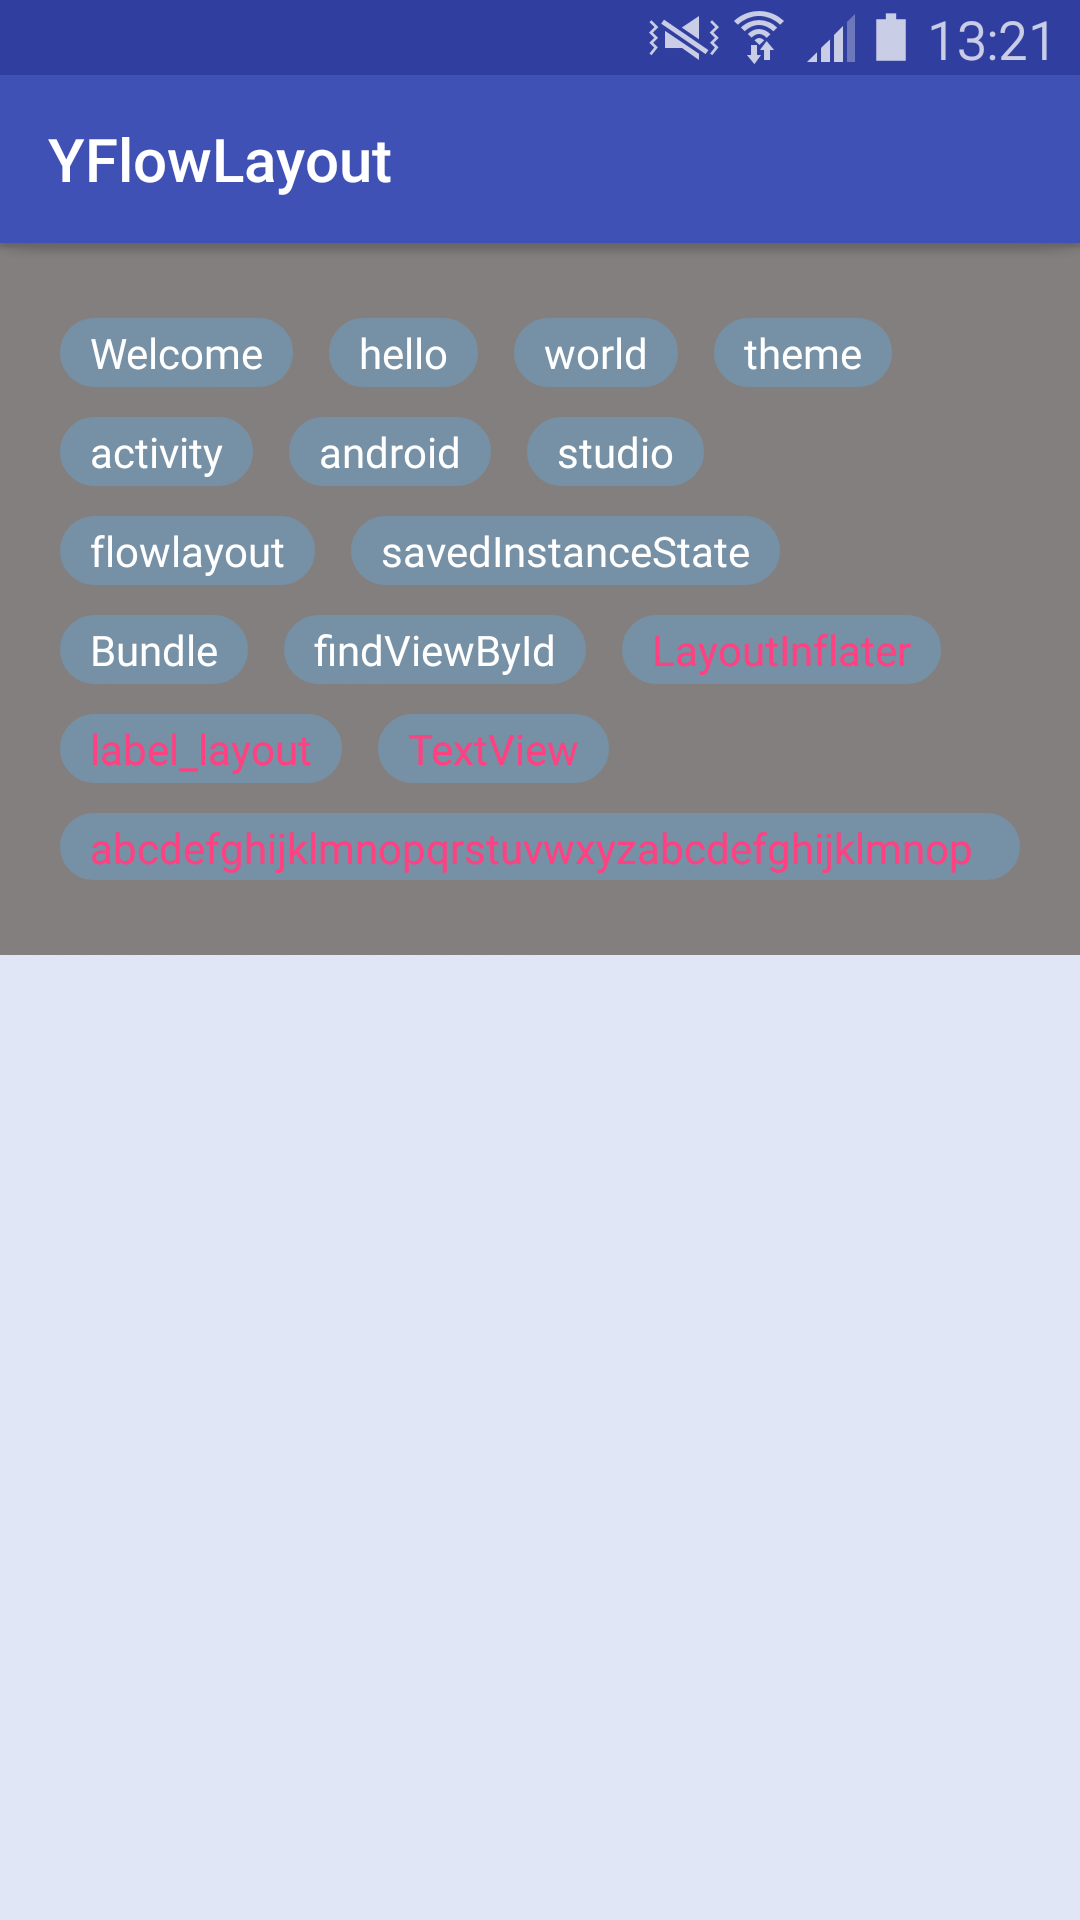 13:21
YFlowLayout
Welcome hello world theme
activity android studio
flowlayout savedInstanceState
Bundle findViewById LayoutInflater
label_layout TextView
abcdefghijklmnopqrstuvwxyzabcdefghijklmnop